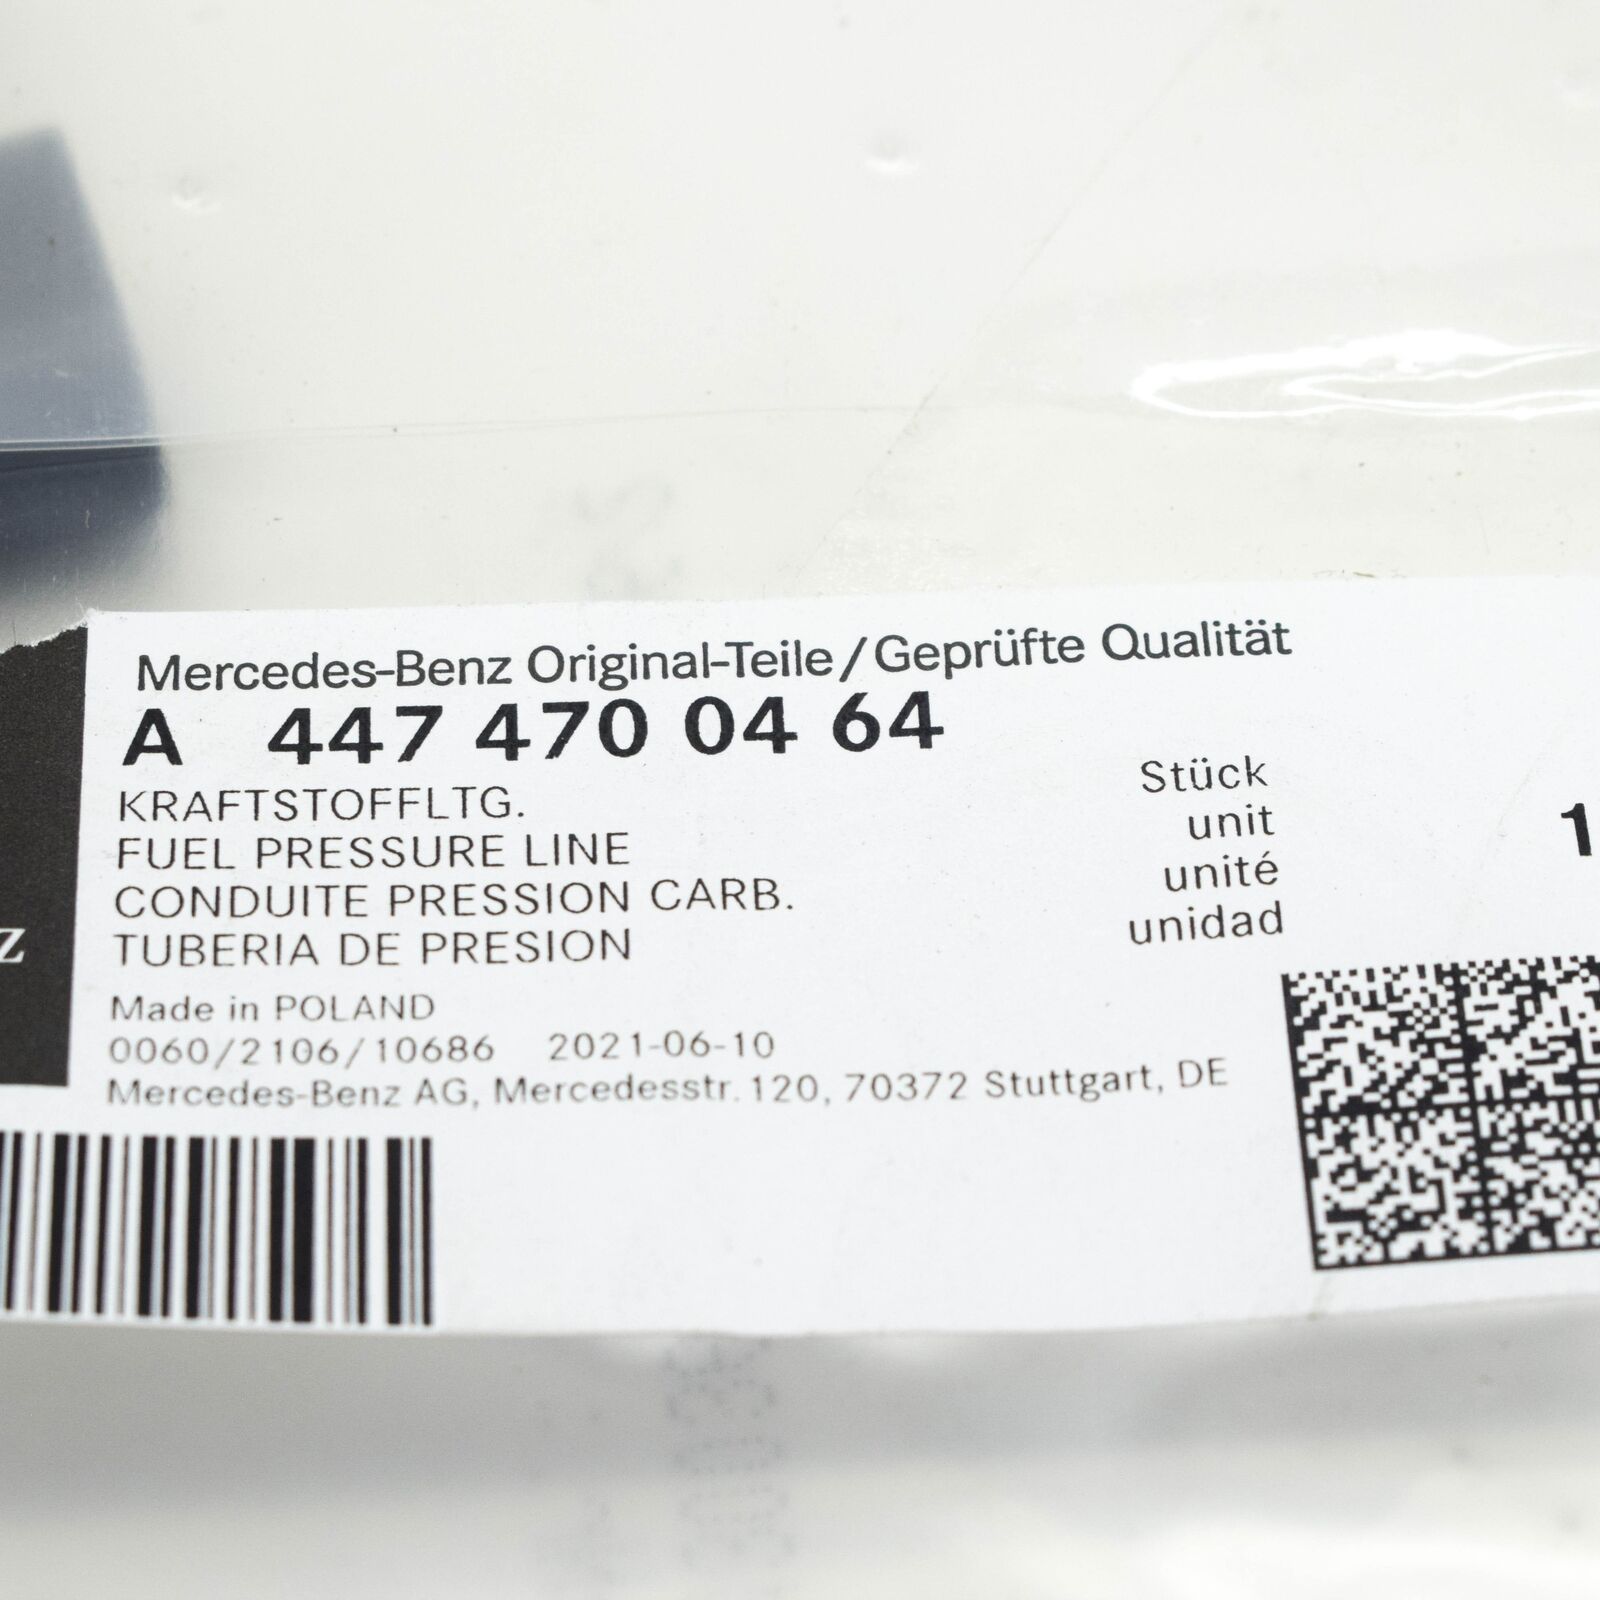 Mercedes-Benz Original-Teile/Geprüfte Qualität
A 447 470 04 64
KRAFTSTOFFLTG.
FUEL PRESSURE LINE
CONDUITE PRESSION CARB.
TUBERIA DE PRESION
Stück
unit
unité
unidad
1
z
Made in POLAND
0060/2106/10686 2021-06-10
Mercedes-Benz AG, Mercedesstr. 120, 70372 Stuttgart, DE